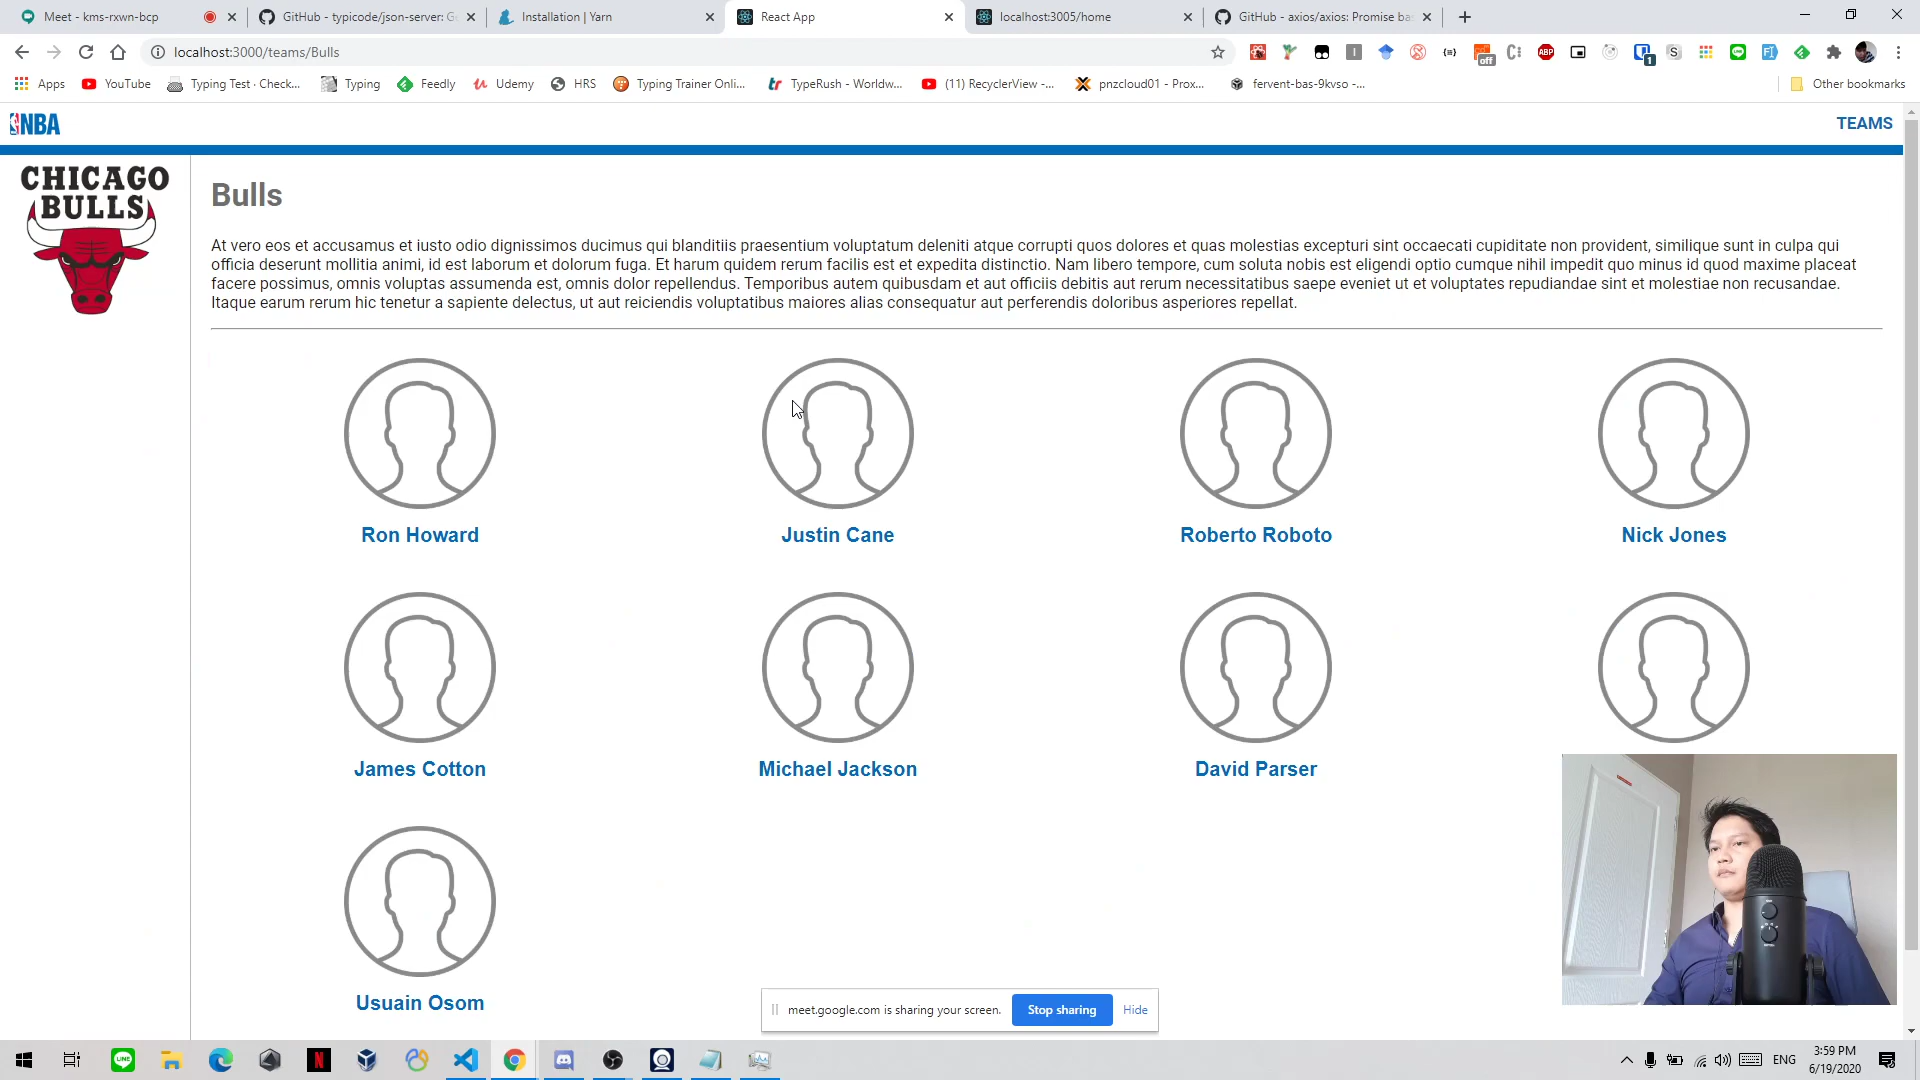 Meet - kms-rxwn-bcp
GitHub - typicode/json-server: G
Installation | Yarn
React App
localhost:3005/home
GitHub - axios/axios: Promise ba
localhost:3000/teams/Bulls
off
ABP
1
Apps
YouTube
Typing Test · Check...
Typing
Feedly
Udemy
HRS
Typing Trainer Onli...
TypeRush - Worldw...
(11) RecyclerView -...
pnzcloud01 - Prox...
fervent-bas-9kvso -...
Other bookmarks
NBA
TEAMS
CHICAGO
BULLS
Bulls
At vero eos et accusamus et iusto odio dignissimos ducimus qui blanditiis praesentium voluptatum deleniti atque corrupti quos dolores et quas molestias excepturi sint occaecati cupiditate non provident, similique sunt in culpa qui
officia deserunt mollitia animi, id est laborum et dolorum fuga. Et harum quidem rerum facilis est et expedita distinctio. Nam libero tempore, cum soluta nobis est eligendi optio cumque nihil impedit quo minus id quod maxime placeat
facere possimus, omnis voluptas assumenda est, omnis dolor repellendus. Temporibus autem quibusdam et aut officiis debitis aut rerum necessitatibus saepe eveniet ut et voluptates repudiandae sint et molestiae non recusandae.
Itaque earum rerum hic tenetur a sapiente delectus, ut aut reiciendis voluptatibus maiores alias consequatur aut perferendis doloribus asperiores repellat.
Ron Howard
Justin Cane
Roberto Roboto
Nick Jones
James Cotton
Michael Jackson
David Parser
Usuain Osom
meet.google.com is sharing your screen.
Stop sharing
Hide
ENG
3:59 PM
6/19/2020